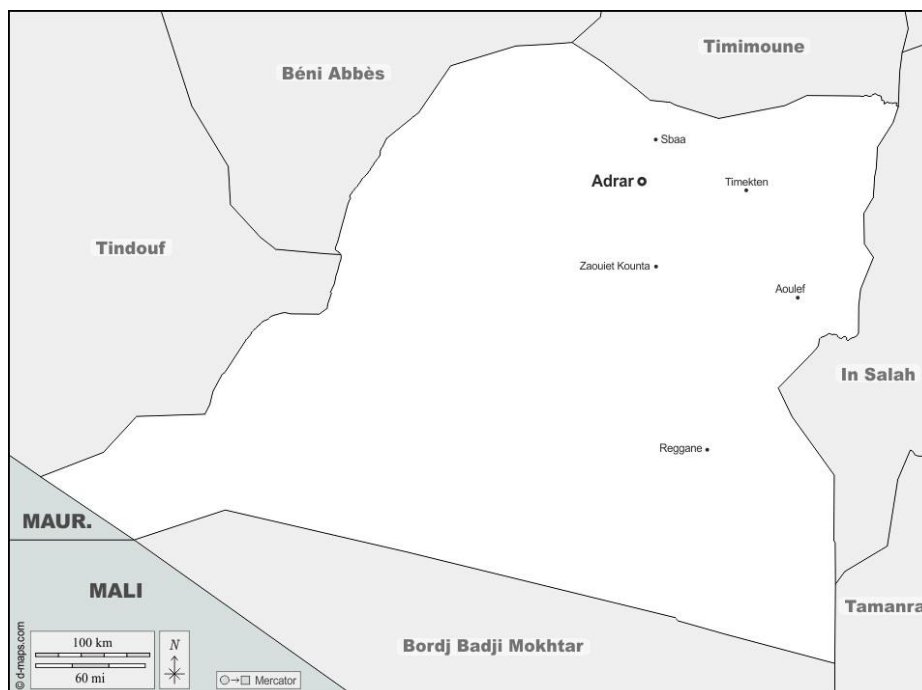 Timimoune
Béni Abbès
Sbaa
Adrar
Timekten
Tindouf
Zaouiet Kounta
Aoulef
In Salah
Reggane
MAUR.
MALI
Tamanra
Bordj Badji Mokhtar
100 km
60 mi
N
Mercator
© d-maps.com